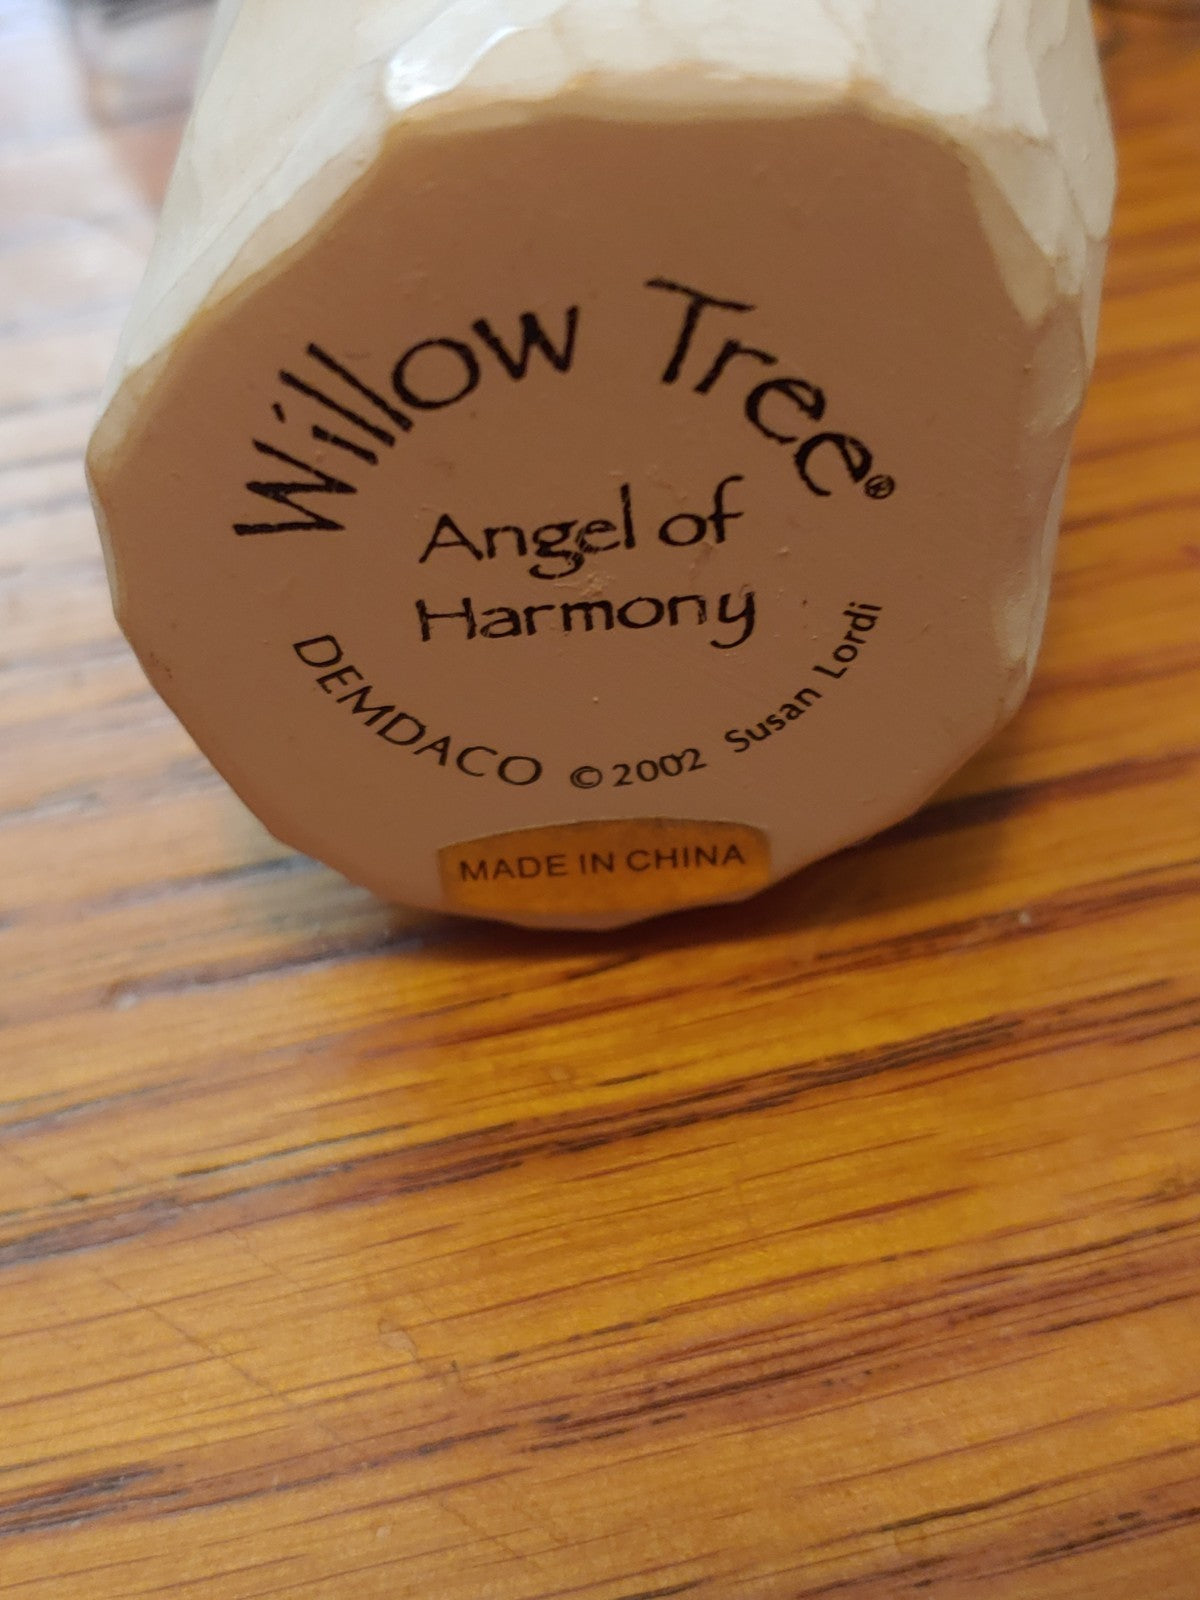 Willow Tree®
Angel of
Harmony
DEMDACO ©2002 Susan Lordi
MADE IN CHINA